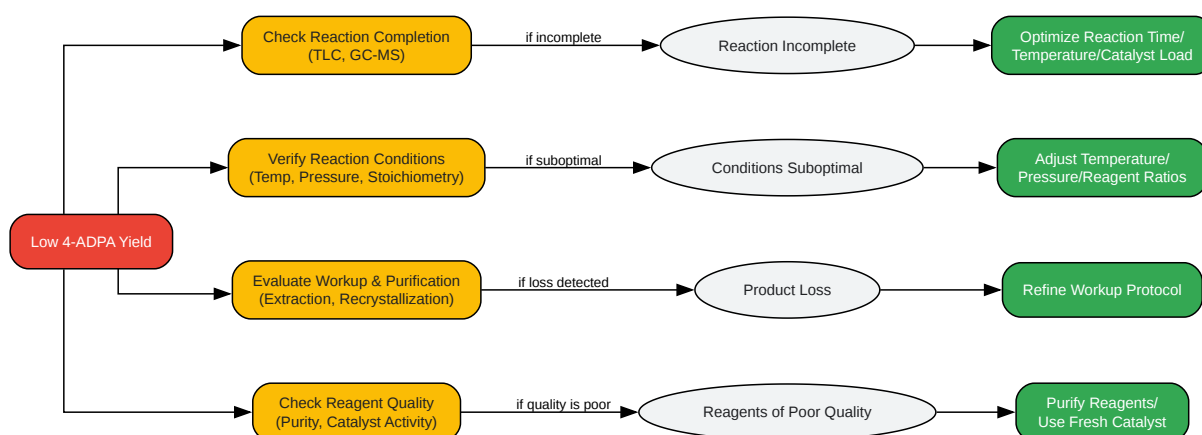 Check Reaction Completion
(TLC, GC-MS)
if incomplete
Reaction Incomplete
Optimize Reaction Time/
Temperature/Catalyst Load
Verify Reaction Conditions
(Temp, Pressure, Stoichiometry)
if suboptimal
Conditions Suboptimal
Adjust Temperature/
Pressure/Reagent Ratios
Low 4-ADPA Yield
Evaluate Workup & Purification
(Extraction, Recrystallization)
if loss detected
Product Loss
Refine Workup Protocol
Check Reagent Quality
(Purity, Catalyst Activity)
if quality is poor
Reagents of Poor Quality
Purify Reagents/
Use Fresh Catalyst